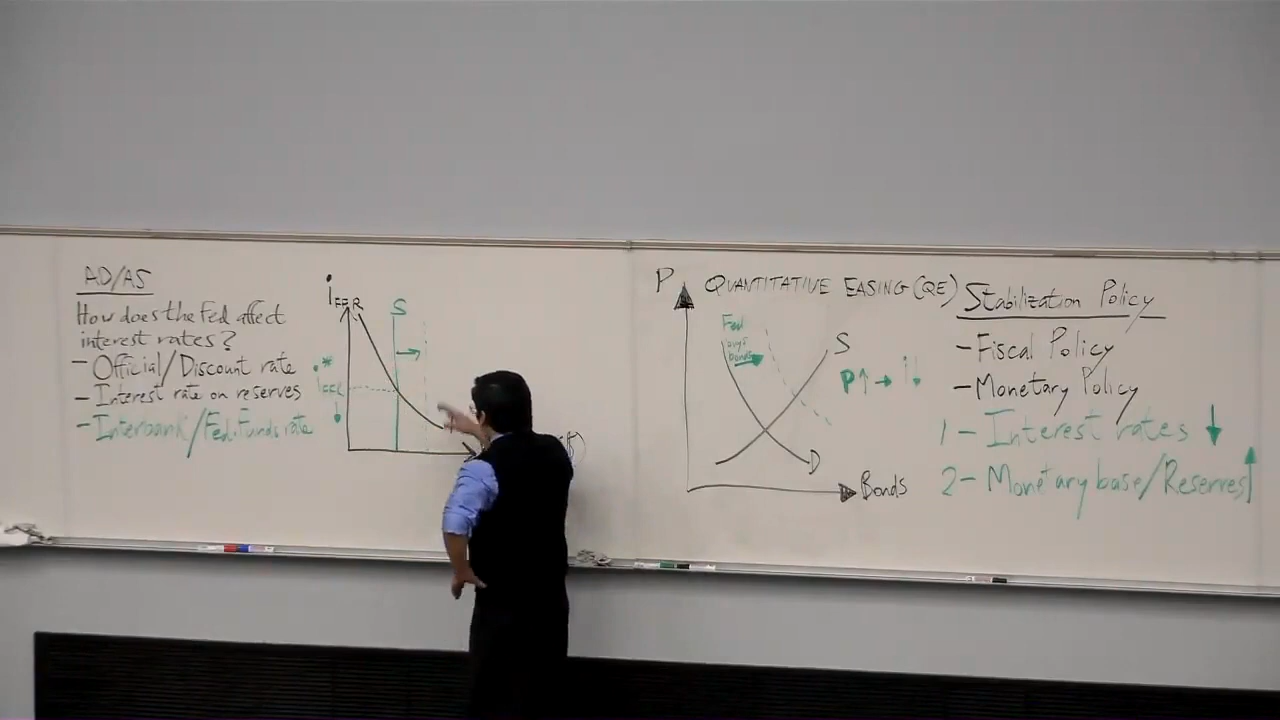 AD/AS
How does the Fed affect
interest rates?
- Official/Discount rate
- Interest rate on reserves
- Interbank/Fed.Funds rate
i FFR
S
i* FFR ↓
P
QUANTITATIVE EASING (QE)
Fed
buys
bonds
S
P↑ → i↓
D
Bonds
Stabilization Policy
- Fiscal Policy
- Monetary Policy
1 - Interest rates ↓
2 - Monetary base/Reserves ↑